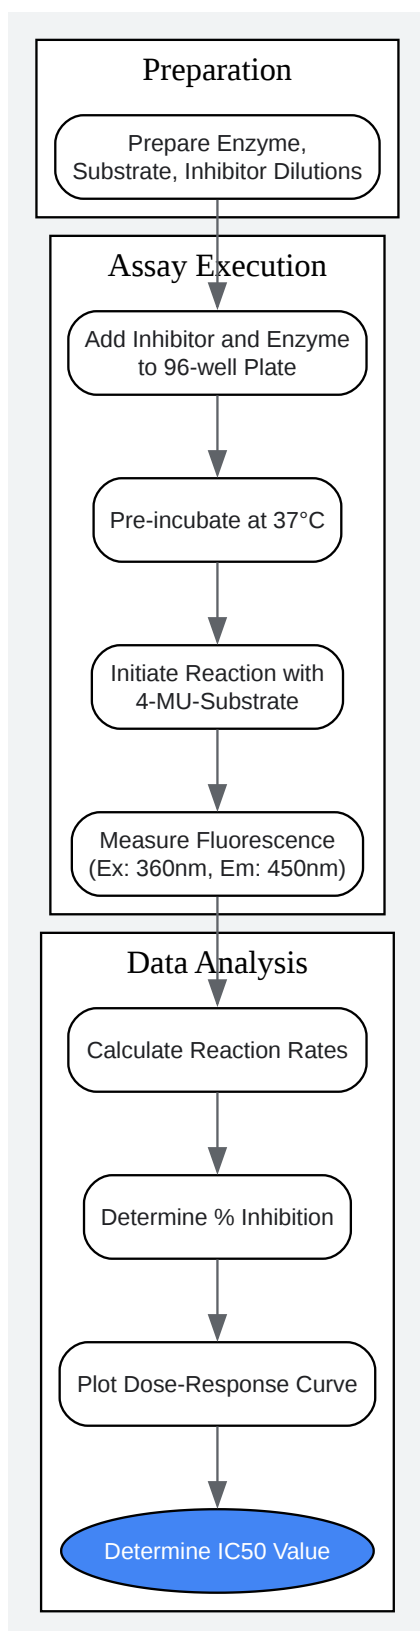 Preparation
Prepare Enzyme,
Substrate, Inhibitor Dilutions
Assay Execution
Add Inhibitor and Enzyme
to 96-well Plate
Pre-incubate at 37°C
Initiate Reaction with
4-MU-Substrate
Measure Fluorescence
(Ex: 360nm, Em: 450nm)
Data Analysis
Calculate Reaction Rates
Determine % Inhibition
Plot Dose-Response Curve
Determine IC50 Value